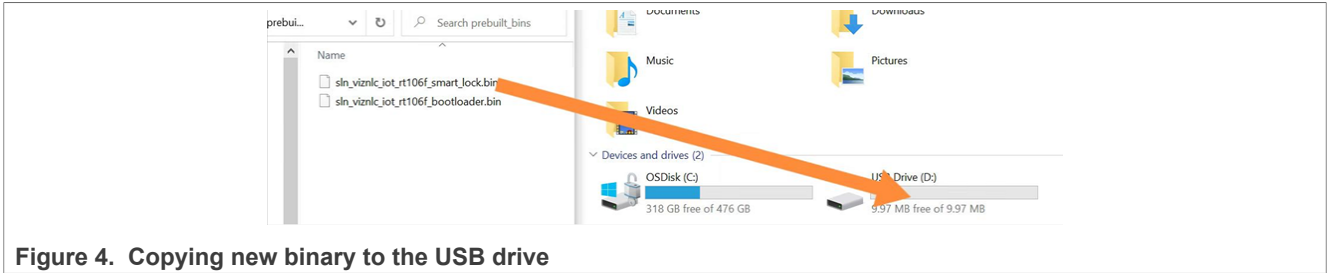 prebui...
Search prebuilt_bins
Name
sln_viznlc_iot_rt106f_smart_lock.bin
sln_viznlc_iot_rt106f_bootloader.bin
Documents
Downloads
Music
Pictures
Videos
Devices and drives (2)
OSDisk (C:)
318 GB free of 476 GB
USB Drive (D:)
9.97 MB free of 9.97 MB
Figure 4. Copying new binary to the USB drive